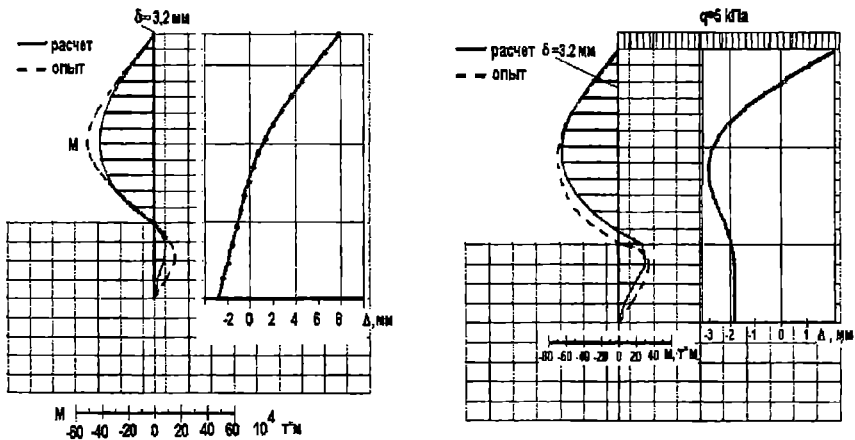 δ=3,2 мм
расчет
опыт
М
-2 0 2 4 6 8 Δ, мм
М
-60 -40 -20 0 20 40 60 10⁴ т*м
q=5 кПа
расчет δ=3.2 мм
опыт
-80 -60 -40 -20 0 20 40 М, т*м
-3 -2 -1 0 1 Δ, мм